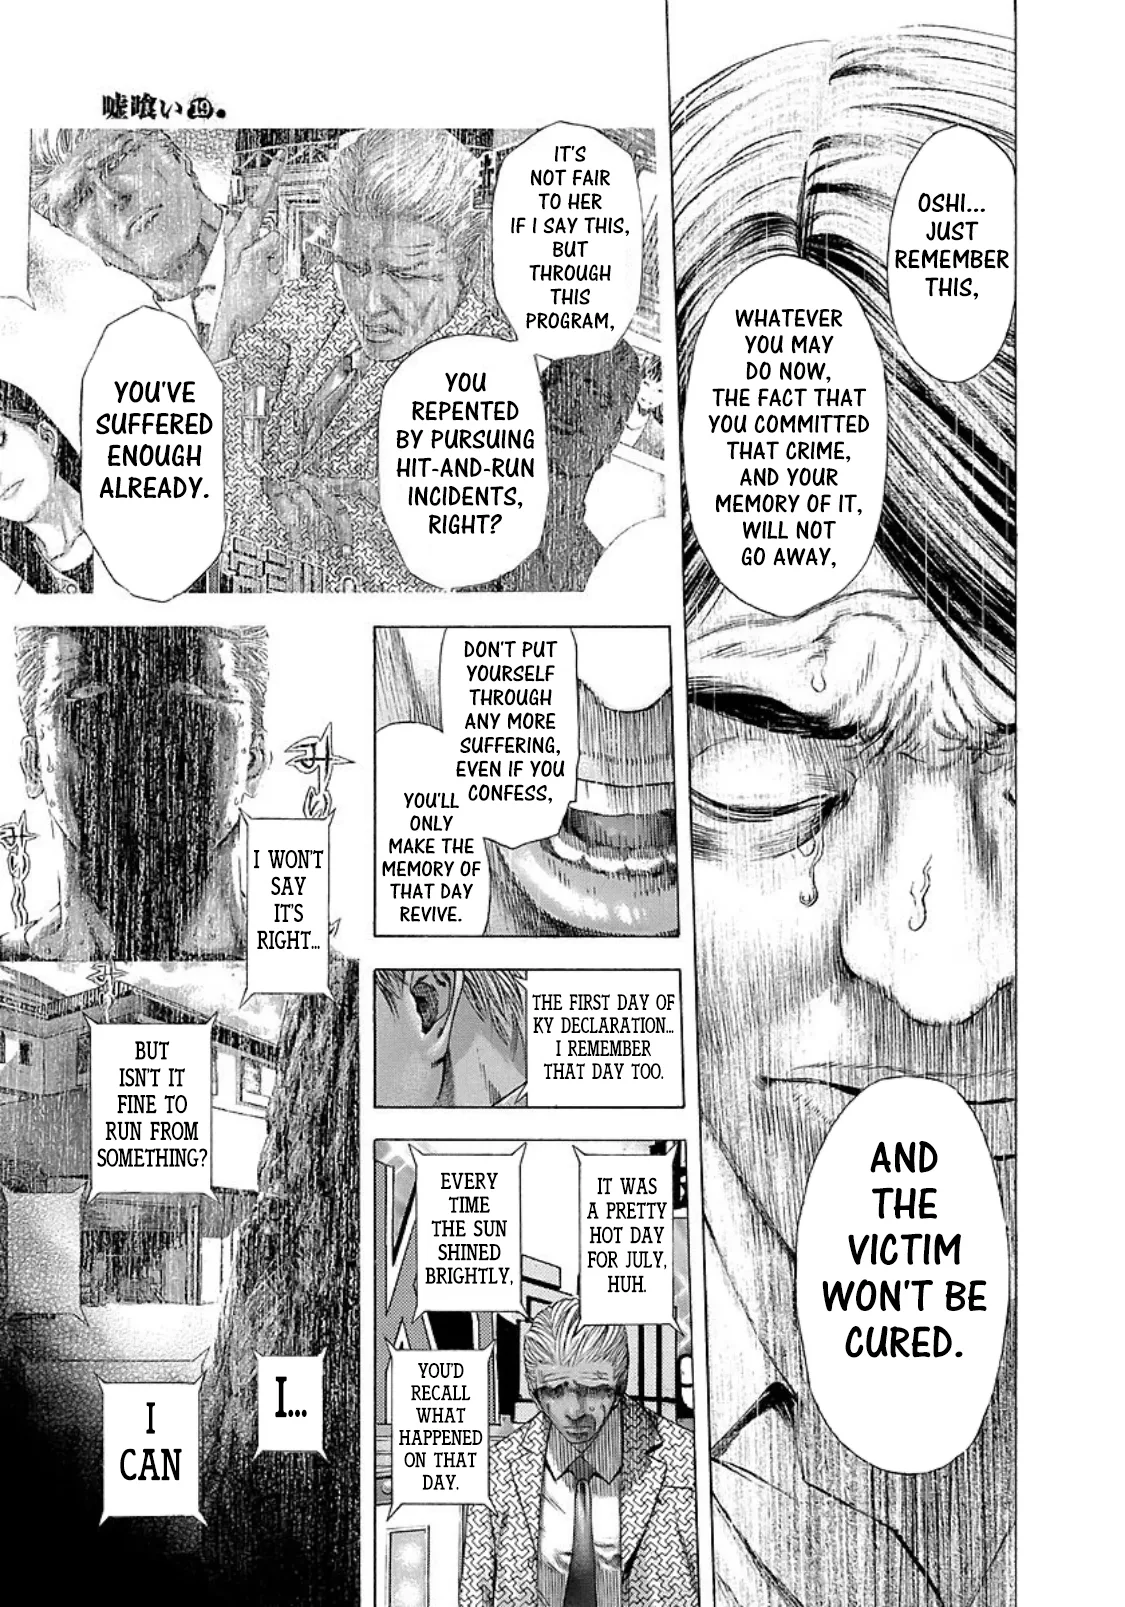 嘘喰い 19.
OSHI...
JUST
REMEMBER
THIS,
WHATEVER
YOU MAY
DO NOW,
THE FACT THAT
YOU COMMITTED
THAT CRIME,
AND YOUR
MEMORY OF IT,
WILL NOT
GO AWAY,
AND
THE
VICTIM
WON'T BE
CURED.
IT'S
NOT FAIR
TO HER
IF I SAY THIS,
BUT
THROUGH
THIS
PROGRAM,
YOU
REPENTED
BY PURSUING
HIT-AND-RUN
INCIDENTS,
RIGHT?
YOU'VE
SUFFERED
ENOUGH
ALREADY.
DON'T PUT
YOURSELF
THROUGH
ANY MORE
SUFFERING,
EVEN IF YOU
CONFESS,
YOU'LL
ONLY
MAKE THE
MEMORY OF
THAT DAY
REVIVE.
THE FIRST DAY OF
KY DECLARATION...
I REMEMBER
THAT DAY TOO.
IT WAS
A PRETTY
HOT DAY
FOR JULY,
HUH.
EVERY
TIME
THE SUN
SHINED
BRIGHTLY,
YOU'D
RECALL
WHAT
HAPPENED
ON THAT
DAY.
I WON'T
SAY
IT'S
RIGHT...
BUT
ISN'T IT
FINE TO
RUN FROM
SOMETHING?
I...
I
CAN